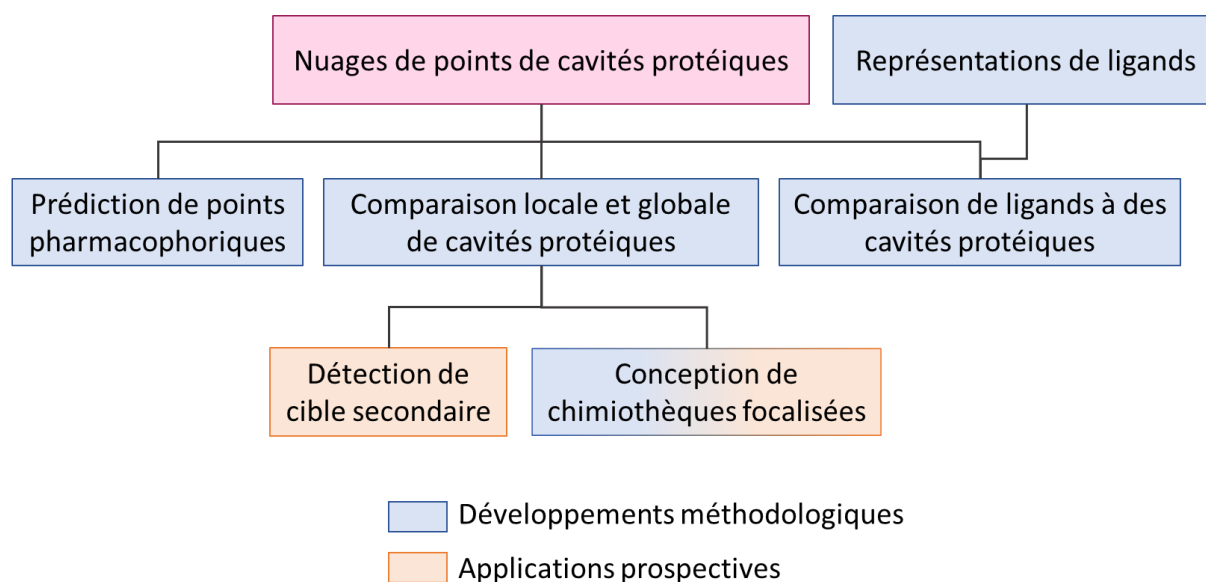 Nuages de points de cavités protéiques
Représentations de ligands
Prédiction de points
pharmacophoriques
Comparaison locale et globale
de cavités protéiques
Comparaison de ligands à des
cavités protéiques
Détection de
cible secondaire
Conception de
chimiothèques focalisées
Développements méthodologiques
Applications prospectives